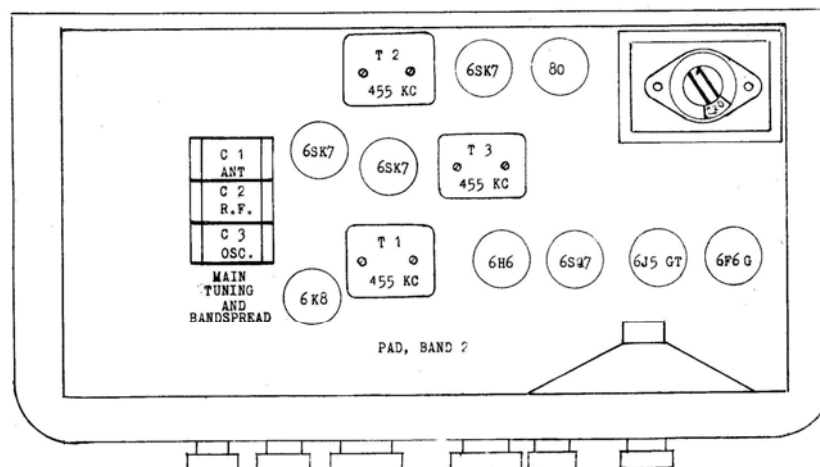 T 2
455 KC
6SK7
80
C 1
ANT
C 2
R.F.
C 3
OSC.
MAIN
TUNING
AND
BANDSPREAD
6SK7
6SK7
T 3
455 KC
T 1
455 KC
6K8
6H6
6SQ7
6J5 GT
6F6 G
PAD, BAND 2